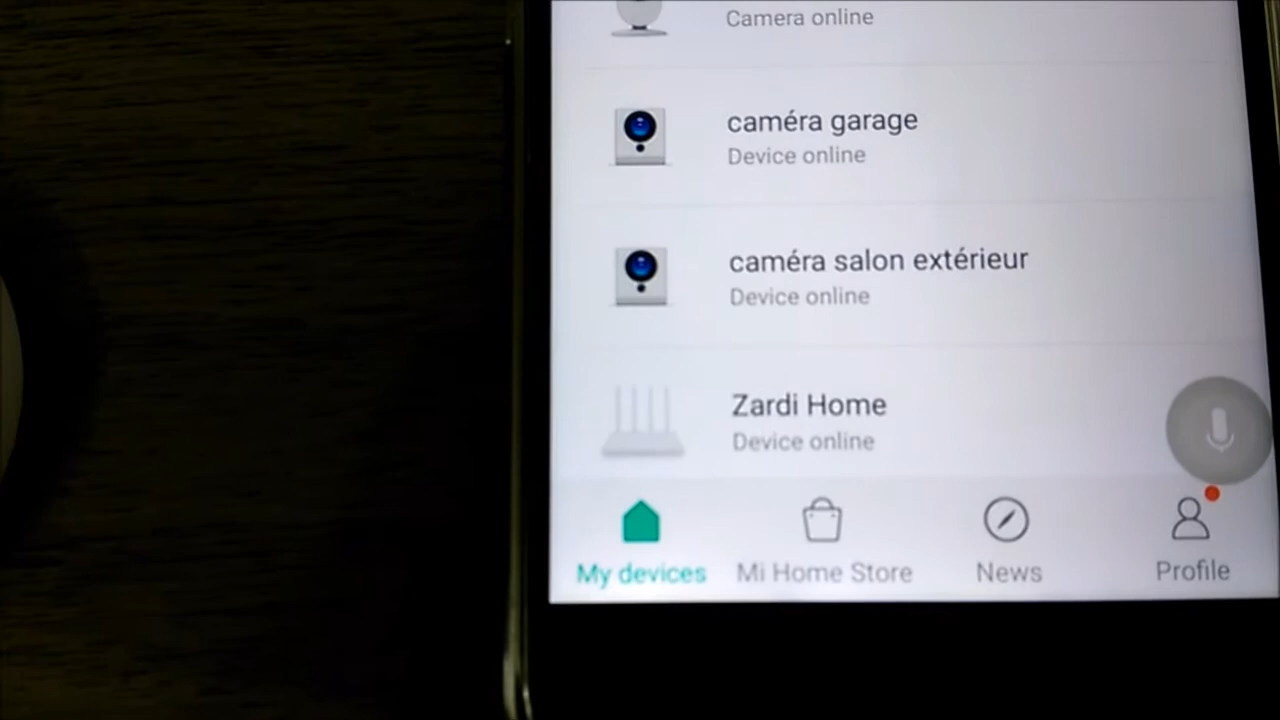 Camera online
caméra garage
Device online
caméra salon extérieur
Device online
Zardi Home
Device online
My devices
Mi Home Store
News
Profile